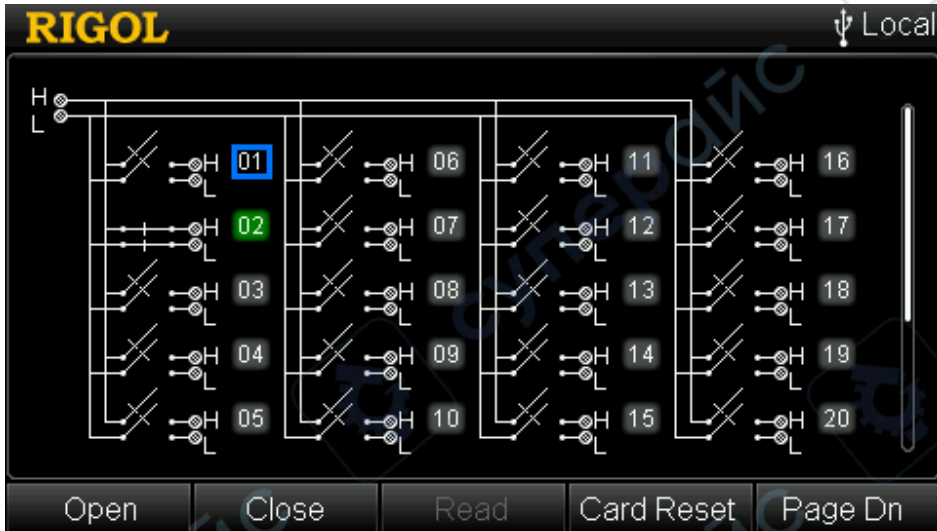 RIGOL Local
H
L
H 01 H 06 H 11 H 16
L L L L
H 02 H 07 H 12 H 17
L L L L
H 03 H 08 H 13 H 18
L L L L
H 04 H 09 H 14 H 19
L L L L
H 05 H 10 H 15 H 20
L L L L
Open Close Read Card Reset Page Dn
суперайс